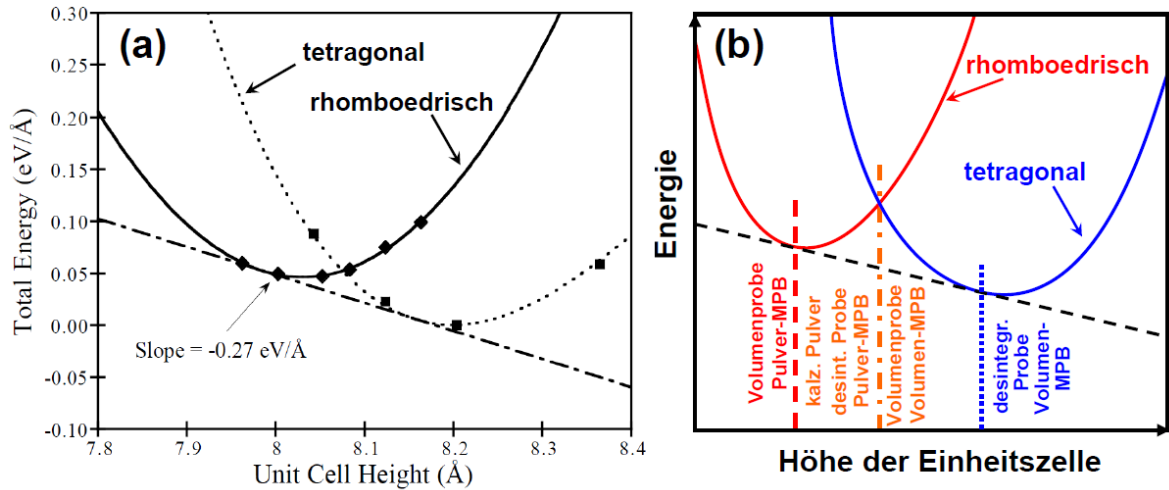 (a)
tetragonal
rhomboedrisch
Total Energy (eV/Å)
0.30
0.25
0.20
0.15
0.10
0.05
0.00
-0.05
-0.10
Slope = -0.27 eV/Å
7.8
7.9
8.0
8.1
8.2
8.3
8.4
Unit Cell Height (Å)
(b)
rhomboedrisch
tetragonal
Energie
Volumenprobe
Pulver-MPB
kalz. Pulver
desint. Probe
Pulver-MPB
Volumenprobe
Volumen-MPB
desintegr.
Probe
Volumen-
MPB
Höhe der Einheitszelle